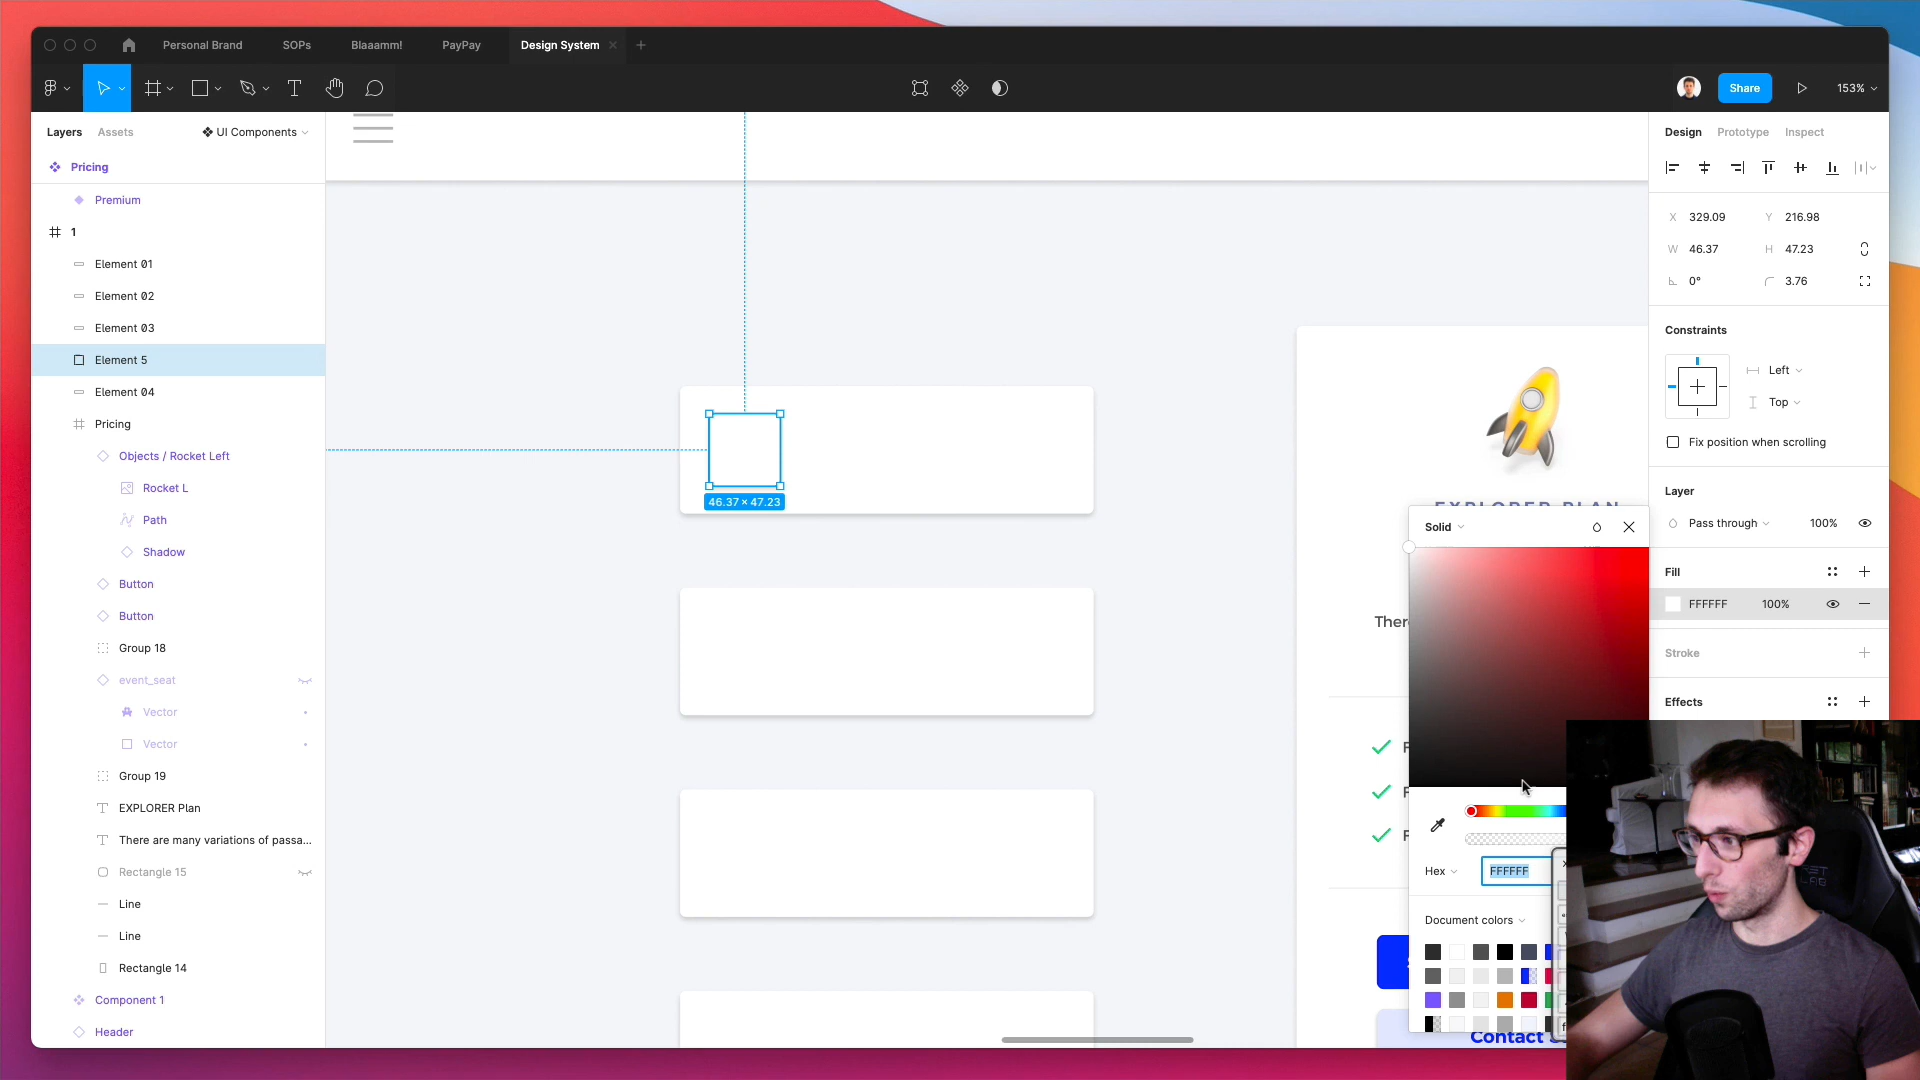 Personal Brand
SOPs
Blaaamm!
PayPay
Design System
Share
153%
Layers
Assets
UI Components
Design
Prototype
Inspect
Pricing
Premium
1
Element 01
Element 02
Element 03
Element 5
Element 04
Pricing
Objects / Rocket Left
Rocket L
Path
Shadow
Button
Button
Group 18
event_seat
Vector
Vector
Group 19
EXPLORER Plan
There are many variations of passa...
Rectangle 15
Line
Line
Rectangle 14
Component 1
Header
46.37 × 47.23
EXPLORER PLAN
Ther
F
F
F
Contact S
Solid
Hex
FFFFFF
Document colors
X 329.09
Y 216.98
W 46.37
H 47.23
0°
3.76
Constraints
Left
Top
Fix position when scrolling
Layer
Pass through
100%
Fill
FFFFFF
100%
Stroke
Effects